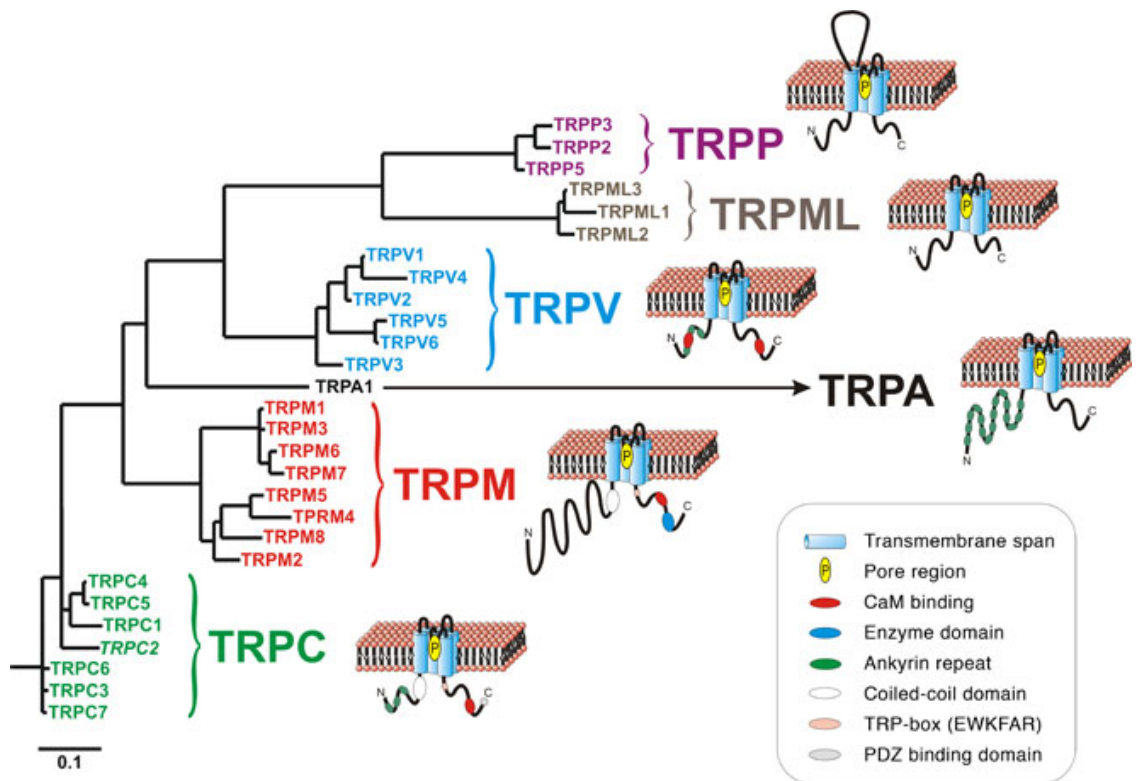 TRPP3
TRPP2
TRPP5
TRPP
P
N
C
TRPML3
TRPML1
TRPML2
TRPML
P
N
C
TRPV1
TRPV4
TRPV2
TRPV5
TRPV6
TRPV3
TRPV
P
N
C
TRPA1
TRPA
P
N
C
TRPM1
TRPM3
TRPM6
TRPM7
TRPM5
TPRM4
TRPM8
TRPM2
TRPM
P
N
C
TRPC4
TRPC5
TRPC1
TRPC2
TRPC6
TRPC3
TRPC7
TRPC
P
N
C
0.1
Transmembrane span
P Pore region
CaM binding
Enzyme domain
Ankyrin repeat
Coiled-coil domain
TRP-box (EWKFAR)
PDZ binding domain